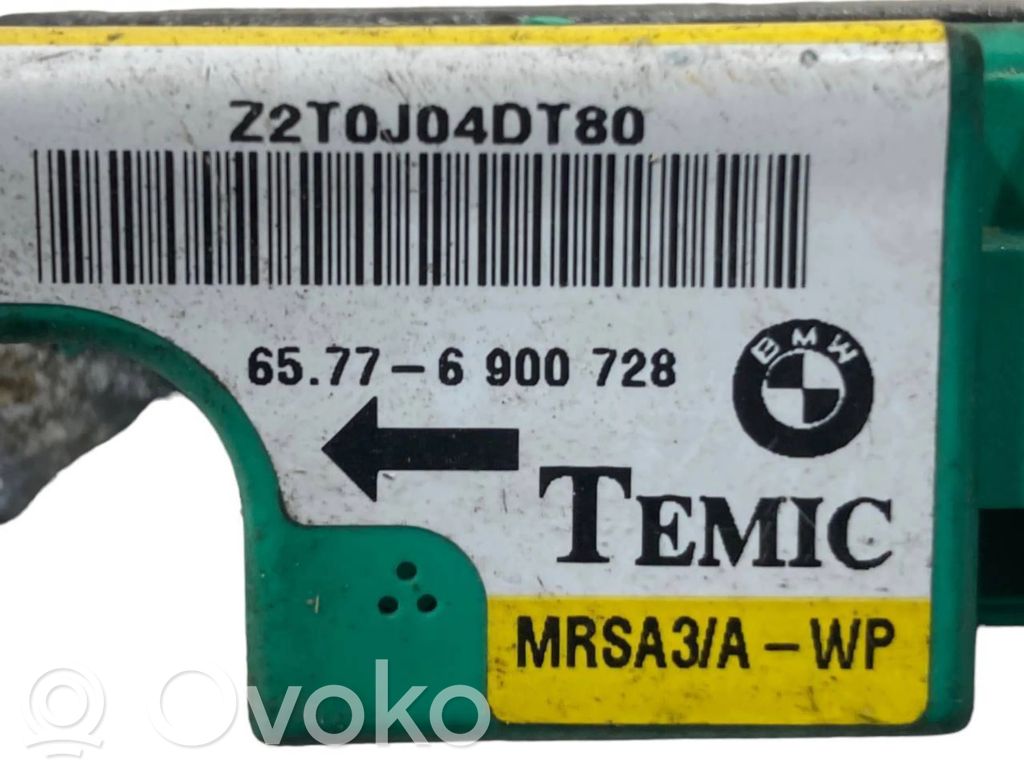 Z2T0J04DT80
65.77-6 900 728
BMW
TEMIC
MRSA3/A-WP
Ovoko